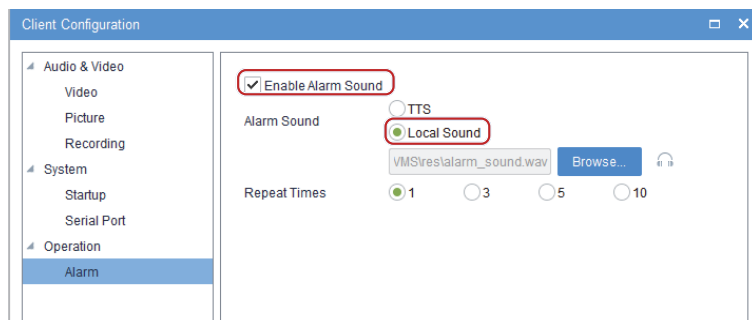 Client Configuration
Audio & Video
Video
Picture
Recording
System
Startup
Serial Port
Operation
Alarm
Enable Alarm Sound
Alarm Sound
TTS
Local Sound
VMS\res\alarm_sound.wav Browse...
Repeat Times 1 3 5 10